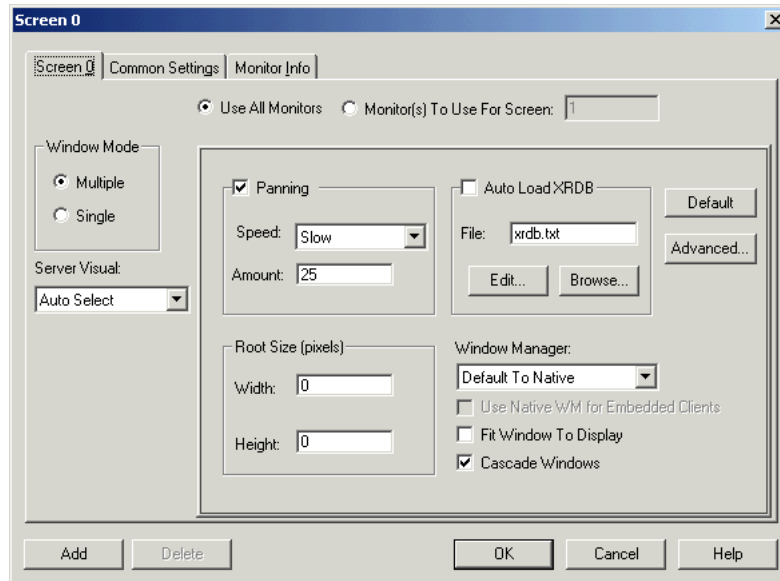 Screen 0
Screen 0
Common Settings
Monitor Info
Use All Monitors
Monitor(s) To Use For Screen:
1
Window Mode
Multiple
Single
Server Visual:
Auto Select
Panning
Speed:
Slow
Amount:
25
Auto Load XRDB
File:
xrdb.txt
Edit...
Browse...
Default
Advanced...
Root Size (pixels)
Width:
0
Height:
0
Window Manager:
Default To Native
Use Native WM for Embedded Clients
Fit Window To Display
Cascade Windows
Add
Delete
OK
Cancel
Help